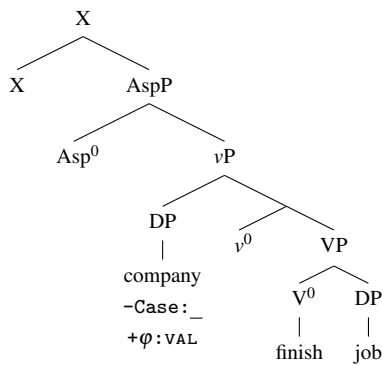 X
X AspP
Asp⁰ vP
DP v⁰ VP
company V⁰ DP
-Case:_
+φ:VAL finish job